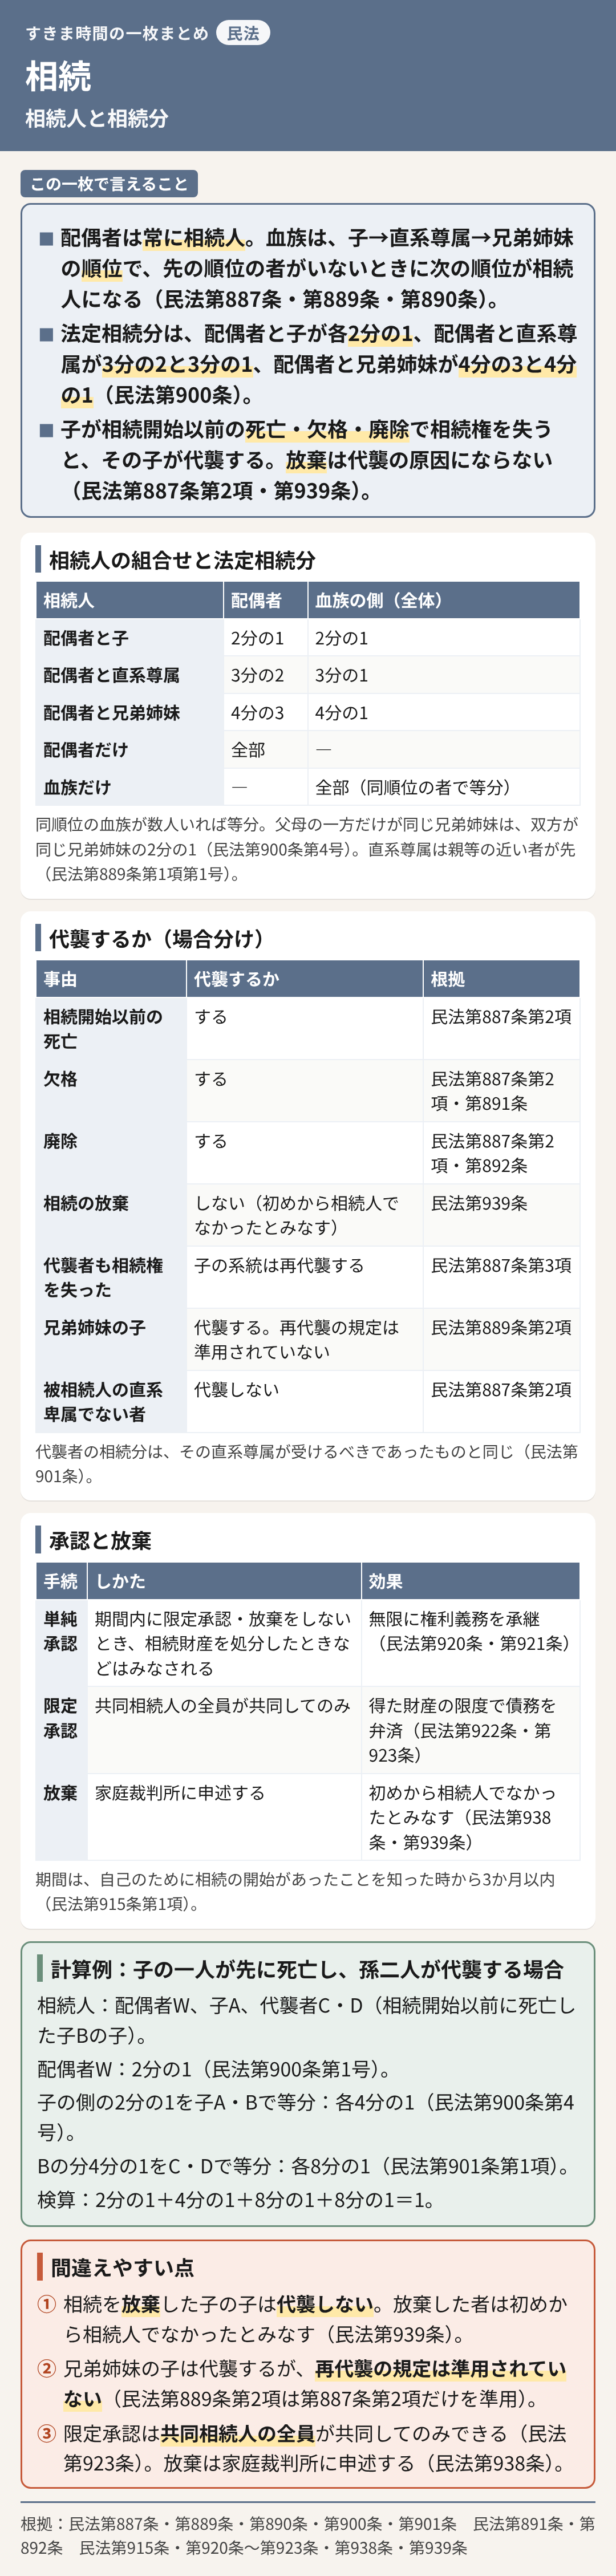 すきま時間の一枚まとめ 民法
相続
相続人と相続分
この一枚で言えること
■ 配偶者は常に相続人。血族は、子→直系尊属→兄弟姉妹
の順位で、先の順位の者がいないときに次の順位が相続
人になる（民法第887条・第889条・第890条）。
■ 法定相続分は、配偶者と子が各2分の1、配偶者と直系尊
属が3分の2と3分の1、配偶者と兄弟姉妹が4分の3と4分
の1（民法第900条）。
■ 子が相続開始以前の死亡・欠格・廃除で相続権を失う
と、その子が代襲する。放棄は代襲の原因にならない
（民法第887条第2項・第939条）。
相続人の組合せと法定相続分
相続人 配偶者 血族の側（全体）
配偶者と子 2分の1 2分の1
配偶者と直系尊属 3分の2 3分の1
配偶者と兄弟姉妹 4分の3 4分の1
配偶者だけ 全部 —
血族だけ — 全部（同順位の者で等分）
同順位の血族が数人いれば等分。父母の一方だけが同じ兄弟姉妹は、双方が
同じ兄弟姉妹の2分の1（民法第900条第4号）。直系尊属は親等の近い者が先
（民法第889条第1項第1号）。
代襲するか（場合分け）
事由 代襲するか 根拠
相続開始以前の する 民法第887条第2項
死亡
欠格 する 民法第887条第2
項・第891条
廃除 する 民法第887条第2
項・第892条
相続の放棄 しない（初めから相続人で 民法第939条
なかったとみなす）
代襲者も相続権 子の系統は再代襲する 民法第887条第3項
を失った
兄弟姉妹の子 代襲する。再代襲の規定は 民法第889条第2項
準用されていない
被相続人の直系 代襲しない 民法第887条第2項
卑属でない者
代襲者の相続分は、その直系尊属が受けるべきであったものと同じ（民法第
901条）。
承認と放棄
手続 しかた 効果
単純 期間内に限定承認・放棄をしない 無限に権利義務を承継
承認 とき、相続財産を処分したときな （民法第920条・第921条）
どはみなされる
限定 共同相続人の全員が共同してのみ 得た財産の限度で債務を
承認 弁済（民法第922条・第
923条）
放棄 家庭裁判所に申述する 初めから相続人でなかっ
たとみなす（民法第938
条・第939条）
期間は、自己のために相続の開始があったことを知った時から3か月以内
（民法第915条第1項）。
計算例：子の一人が先に死亡し、孫二人が代襲する場合
相続人：配偶者W、子A、代襲者C・D（相続開始以前に死亡し
た子Bの子）。
配偶者W：2分の1（民法第900条第1号）。
子の側の2分の1を子A・Bで等分：各4分の1（民法第900条第4
号）。
Bの分4分の1をC・Dで等分：各8分の1（民法第901条第1項）。
検算：2分の1＋4分の1＋8分の1＋8分の1＝1。
間違えやすい点
① 相続を放棄した子の子は代襲しない。放棄した者は初めか
ら相続人でなかったとみなす（民法第939条）。
② 兄弟姉妹の子は代襲するが、再代襲の規定は準用されてい
ない（民法第889条第2項は第887条第2項だけを準用）。
③ 限定承認は共同相続人の全員が共同してのみできる（民法
第923条）。放棄は家庭裁判所に申述する（民法第938条）。
根拠：民法第887条・第889条・第890条・第900条・第901条　民法第891条・第
892条　民法第915条・第920条〜第923条・第938条・第939条